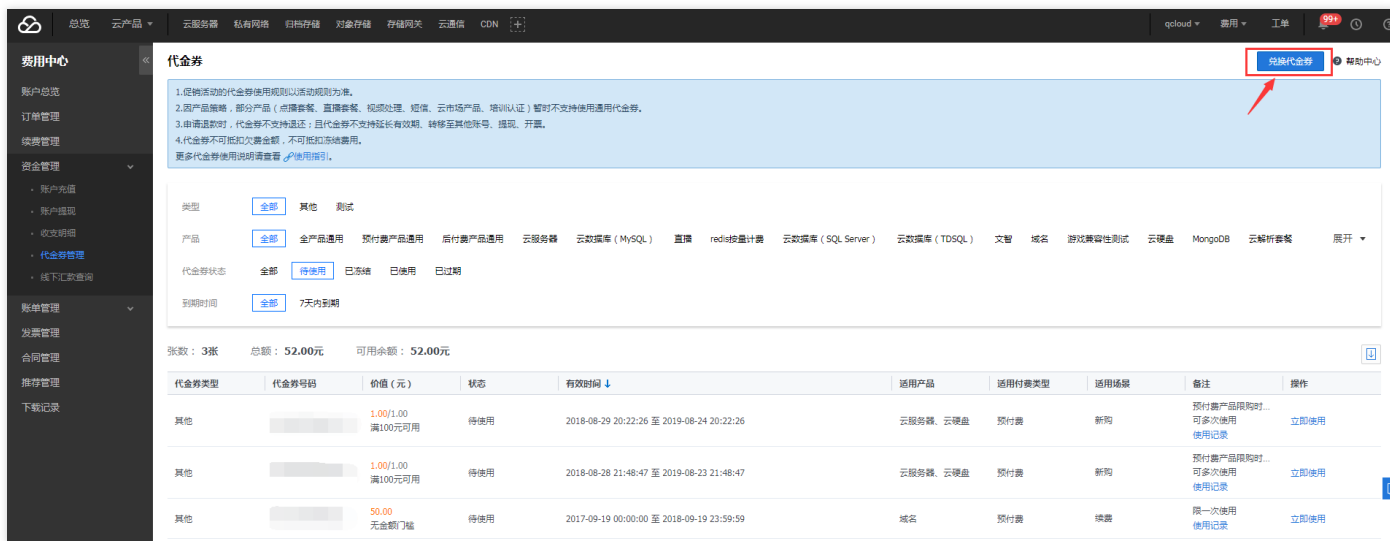 总览 云产品 云服务器 私有网络 归档存储 对象存储 存储网关 云通信 CDN qcloud 费用 工单 99+
费用中心
账户总览
订单管理
续费管理
资金管理
账户充值
账户提现
收支明细
代金券管理
线下汇款查询
账单管理
发票管理
合同管理
推荐管理
下载记录
代金券 兑换代金券 帮助中心
1.促销活动的代金券使用规则以活动规则为准。
2.因产品策略，部分产品（点播套餐、直播套餐、视频处理、短信、云市场产品、培训认证）暂时不支持使用通用代金券。
3.申请退款时，代金券不支持退还；且代金券不支持延长有效期、转移至其他账号、提现、开票。
4.代金券不可抵扣欠费金额，不可抵扣冻结费用。
更多代金券使用说明请查看 使用指引。
类型 全部 其他 测试
产品 全部 全产品通用 预付费产品通用 后付费产品通用 云服务器 云数据库（MySQL） 直播 redis按量计费 云数据库（SQL Server） 云数据库（TDSQL） 文智 域名 游戏兼容性测试 云硬盘 MongoDB 云解析套餐 展开
代金券状态 全部 待使用 已冻结 已使用 已过期
到期时间 全部 7天内到期
张数：3张 总额：52.00元 可用余额：52.00元
代金券类型 代金券号码 价值（元） 状态 有效时间 适用产品 适用付费类型 适用场景 备注 操作
其他 1.00/1.00 满100元可用 待使用 2018-08-29 20:22:26 至 2019-08-24 20:22:26 云服务器、云硬盘 预付费 新购 预付费产品限购时... 可多次使用 使用记录 立即使用
其他 1.00/1.00 满100元可用 待使用 2018-08-28 21:48:47 至 2019-08-23 21:48:47 云服务器、云硬盘 预付费 新购 预付费产品限购时... 可多次使用 使用记录 立即使用
其他 50.00 无金额门槛 待使用 2017-09-19 00:00:00 至 2018-09-19 23:59:59 域名 预付费 续费 限一次使用 使用记录 立即使用